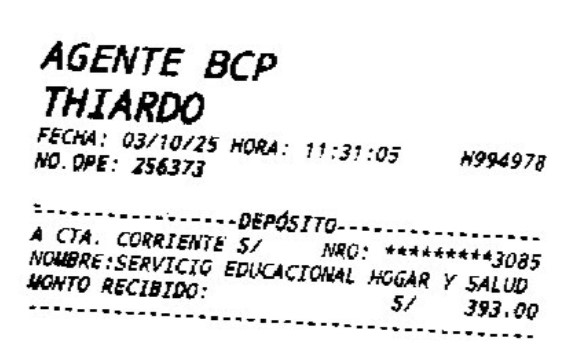 AGENTE BCP
THIARDO
FECHA: 03/10/25 HORA: 11:31:05 H994978
NO.OPE: 256373
------------------DEPÓSITO------------------
A CTA. CORRIENTE S/ NRO: *********3085
NOMBRE:SERVICIO EDUCACIONAL HOGAR Y SALUD
MONTO RECIBIDO: S/ 393.00
--------------------------------------------